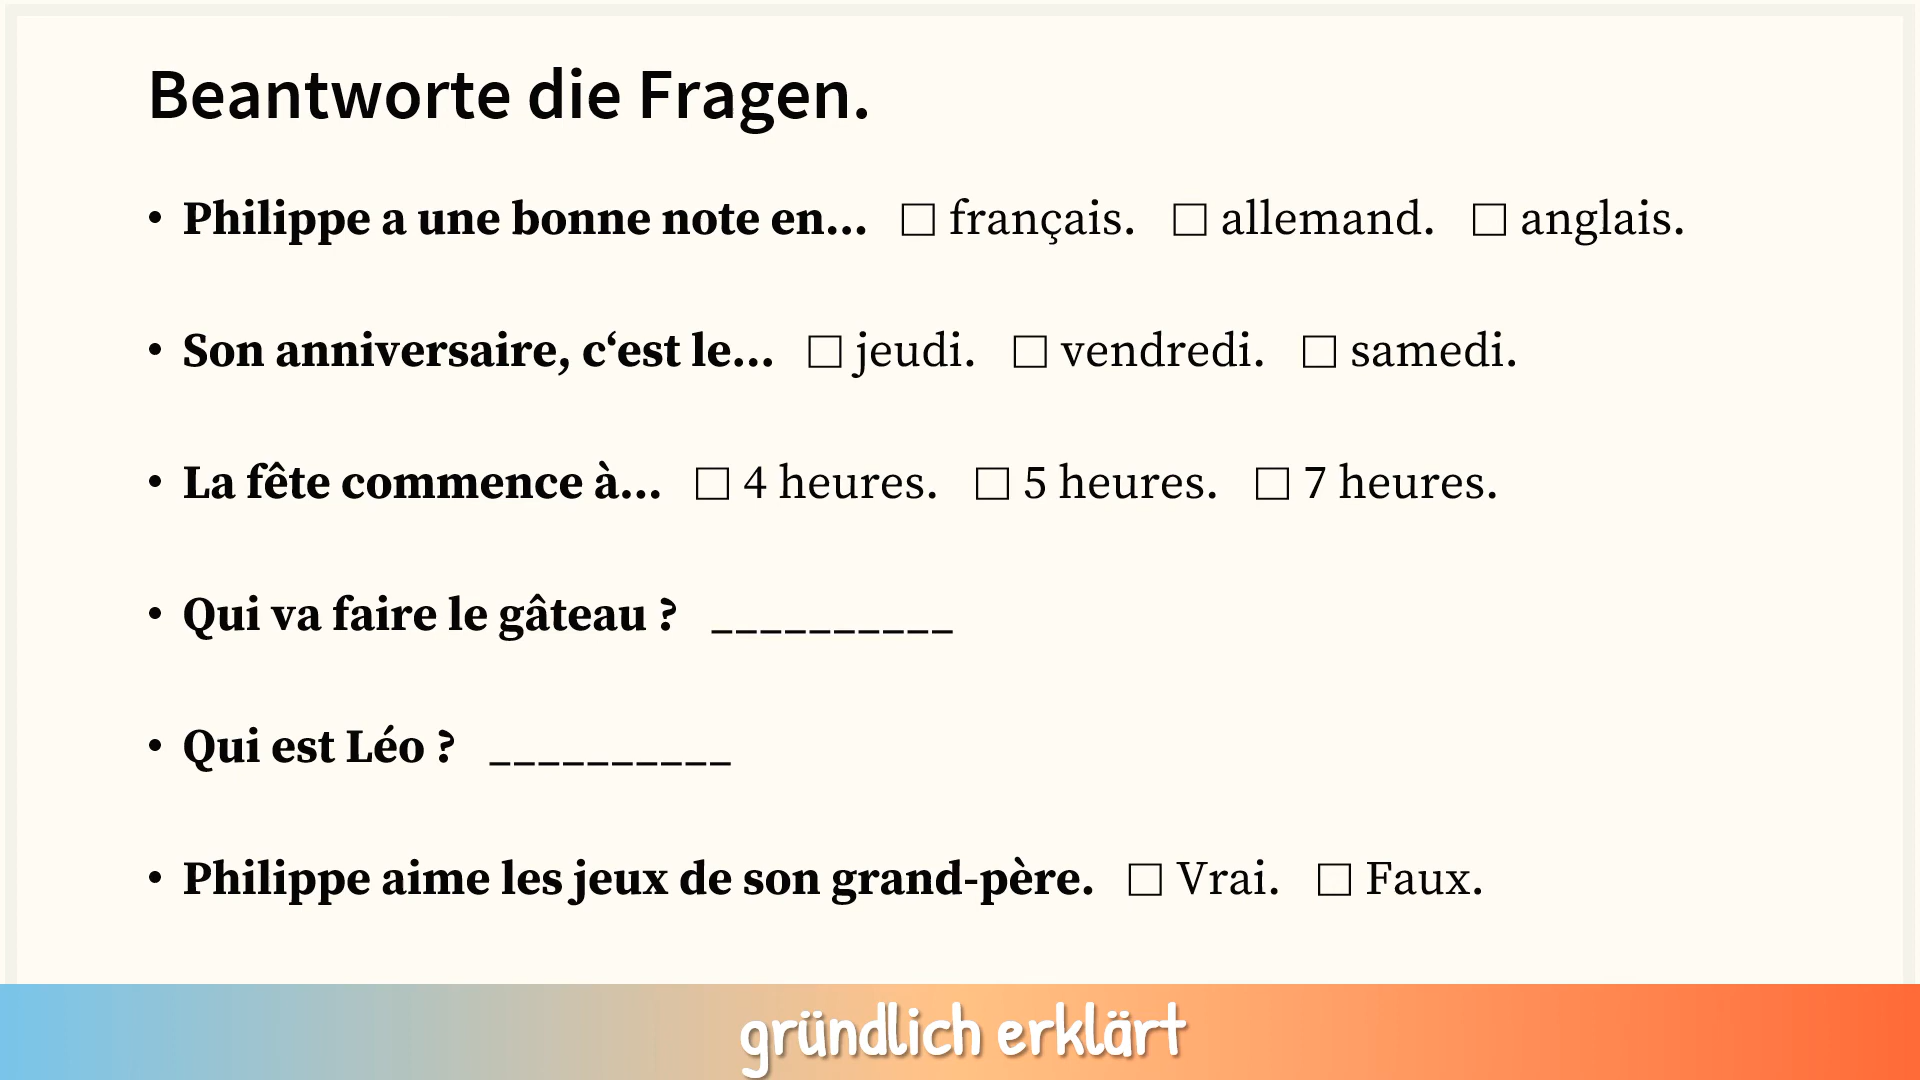 Beantworte die Fragen.
• Philippe a une bonne note en… ☐ français. ☐ allemand. ☐ anglais.
• Son anniversaire, c‘est le… ☐ jeudi. ☐ vendredi. ☐ samedi.
• La fête commence à… ☐ 4 heures. ☐ 5 heures. ☐ 7 heures.
• Qui va faire le gâteau ? __________
• Qui est Léo ? __________
• Philippe aime les jeux de son grand-père. ☐ Vrai. ☐ Faux.
gründlich erklärt